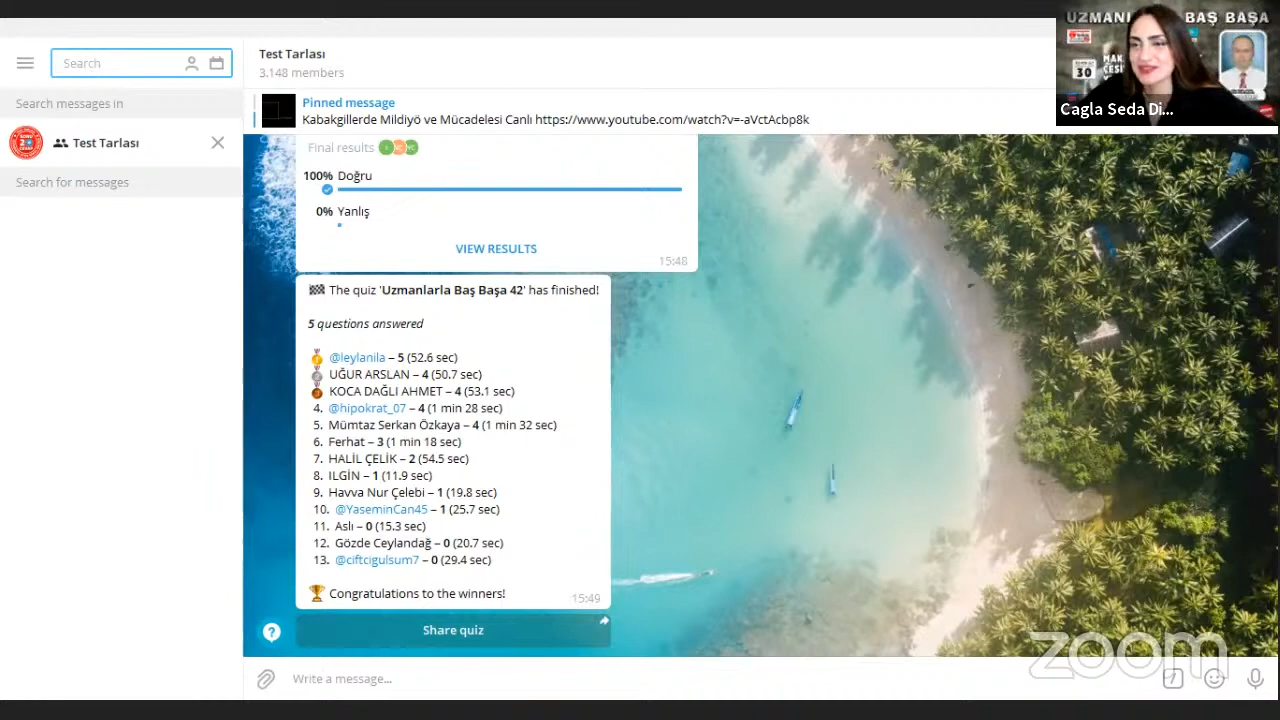 Search
Test Tarlası
3.148 members
UZMANL BAŞ BAŞA
30
Cagla Seda Di...
Pinned message
Kabakgillerde Mildiyö ve Mücadelesi Canlı https://www.youtube.com/watch?v=-aVctAcbp8k
Search messages in
Test Tarlası
Search for messages
Final results
100% Doğru
0% Yanlış
VIEW RESULTS
15:48
The quiz 'Uzmanlarla Baş Başa 42' has finished!
5 questions answered
@leylanila – 5 (52.6 sec)
UĞUR ARSLAN – 4 (50.7 sec)
KOCA DAĞLI AHMET – 4 (53.1 sec)
4. @hipokrat_07 – 4 (1 min 28 sec)
5. Mümtaz Serkan Özkaya – 4 (1 min 32 sec)
6. Ferhat – 3 (1 min 18 sec)
7. HALİL ÇELİK – 2 (54.5 sec)
8. ILGİN – 1 (11.9 sec)
9. Havva Nur Çelebi – 1 (19.8 sec)
10. @YaseminCan45 – 1 (25.7 sec)
11. Aslı – 0 (15.3 sec)
12. Gözde Ceylandağ – 0 (20.7 sec)
13. @ciftcigulsum7 – 0 (29.4 sec)
Congratulations to the winners!
15:49
Share quiz
Write a message...
zoom